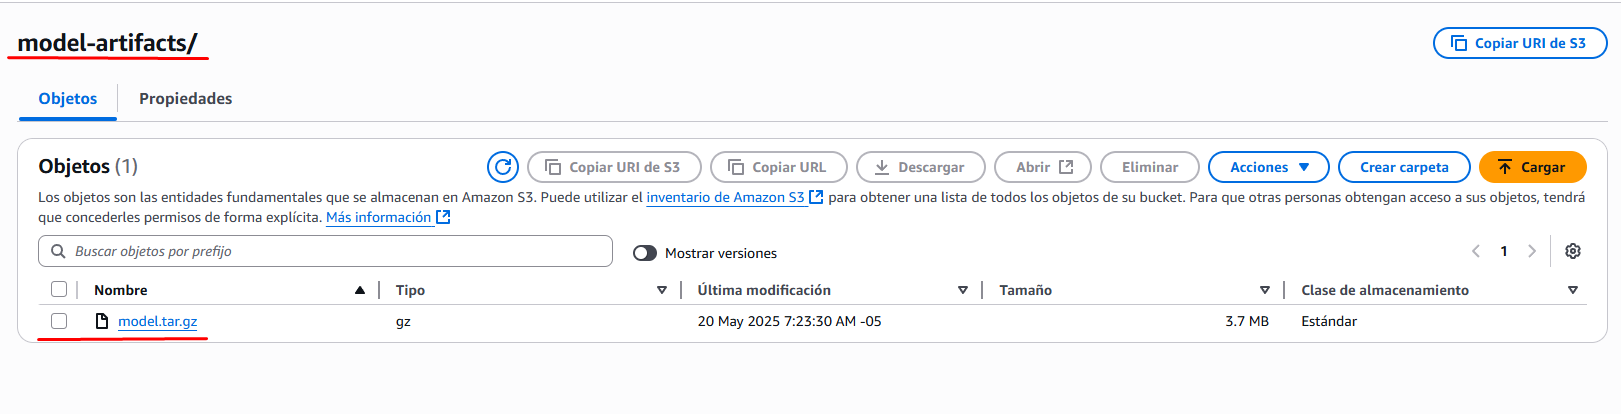 model-artifacts/
Copiar URI de S3
Objetos Propiedades
Objetos (1)
Copiar URI de S3 Copiar URL Descargar Abrir Eliminar Acciones Crear carpeta Cargar
Los objetos son las entidades fundamentales que se almacenan en Amazon S3. Puede utilizar el inventario de Amazon S3 para obtener una lista de todos los objetos de su bucket. Para que otras personas obtengan acceso a sus objetos, tendrá
que concederles permisos de forma explícita. Más información
Buscar objetos por prefijo
Mostrar versiones
1
Nombre Tipo Última modificación Tamaño Clase de almacenamiento
model.tar.gz gz 20 May 2025 7:23:30 AM -05 3.7 MB Estándar